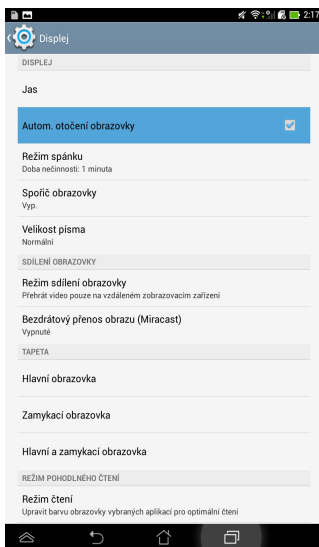 2:17
Displej
DISPLEJ
Jas
Autom. otočení obrazovky
Režim spánku
Doba nečinnosti: 1 minuta
Spořič obrazovky
Vyp.
Velikost písma
Normální
SDÍLENÍ OBRAZOVKY
Režim sdílení obrazovky
Přehrát video pouze na vzdáleném zobrazovacím zařízení
Bezdrátový přenos obrazu (Miracast)
Vypnuté
TAPETA
Hlavní obrazovka
Zamykací obrazovka
Hlavní a zamykací obrazovka
REŽIM POHODLNÉHO ČTENÍ
Režim čtení
Upravit barvu obrazovky vybraných aplikací pro optimální čtení